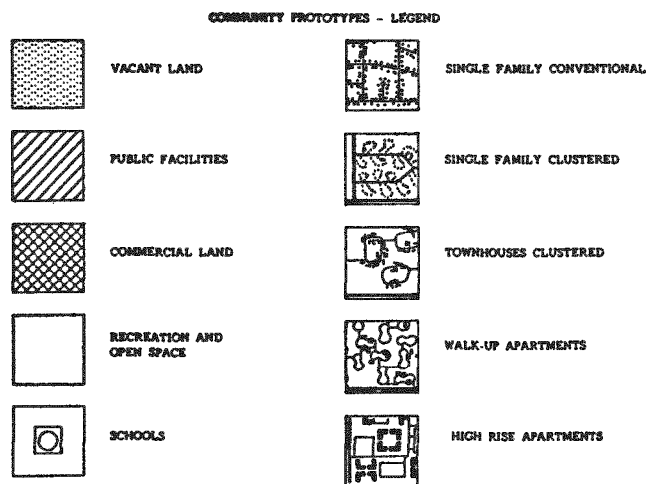 COMMUNITY PROTOTYPES - LEGEND
VACANT LAND
PUBLIC FACILITIES
COMMERCIAL LAND
RECREATION AND
OPEN SPACE
SCHOOLS
SINGLE FAMILY CONVENTIONAL
SINGLE FAMILY CLUSTERED
TOWNHOUSES CLUSTERED
WALK-UP APARTMENTS
HIGH RISE APARTMENTS